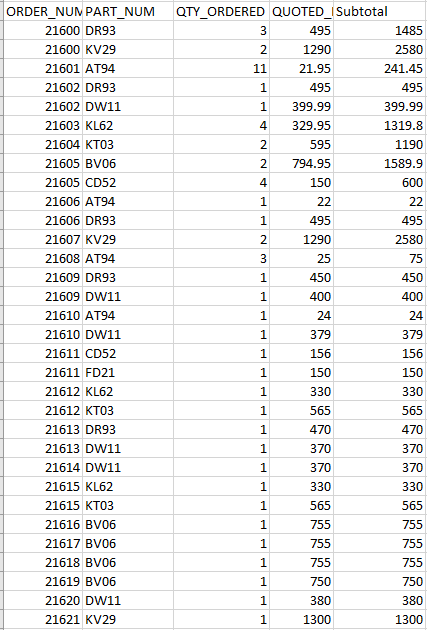 ORDER_NUM PART_NUM QTY_ORDERED QUOTED_ Subtotal
21600 DR93 3 495 1485
21600 KV29 2 1290 2580
21601 AT94 11 21.95 241.45
21602 DR93 1 495 495
21602 DW11 1 399.99 399.99
21603 KL62 4 329.95 1319.8
21604 KT03 2 595 1190
21605 BV06 2 794.95 1589.9
21605 CD52 4 150 600
21606 AT94 1 22 22
21606 DR93 1 495 495
21607 KV29 2 1290 2580
21608 AT94 3 25 75
21609 DR93 1 450 450
21609 DW11 1 400 400
21610 AT94 1 24 24
21610 DW11 1 379 379
21611 CD52 1 156 156
21611 FD21 1 150 150
21612 KL62 1 330 330
21612 KT03 1 565 565
21613 DR93 1 470 470
21613 DW11 1 370 370
21614 DW11 1 370 370
21615 KL62 1 330 330
21615 KT03 1 565 565
21616 BV06 1 755 755
21617 BV06 1 755 755
21618 BV06 1 755 755
21619 BV06 1 750 750
21620 DW11 1 380 380
21621 KV29 1 1300 1300